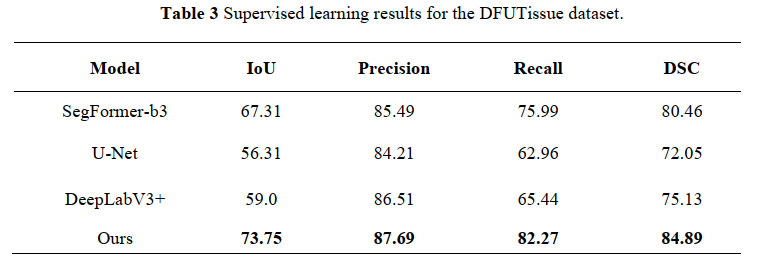 Table 3 Supervised learning results for the DFUTissue dataset.
Model IoU Precision Recall DSC
SegFormer-b3 67.31 85.49 75.99 80.46
U-Net 56.31 84.21 62.96 72.05
DeepLabV3+ 59.0 86.51 65.44 75.13
Ours 73.75 87.69 82.27 84.89